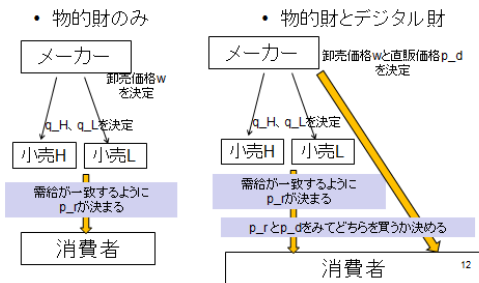 • 物的財のみ
メーカー
卸売価格w
を決定
q_H、q_Lを決定
小売H
小売L
需給が一致するように
p_rが決まる
消費者
• 物的財とデジタル財
メーカー
卸売価格wと直販価格p_d
を決定
q_H、q_Lを決定
小売H
小売L
需給が一致するように
p_rが決まる
p_rとp_dをみてどちらを買うか決める
消費者
12